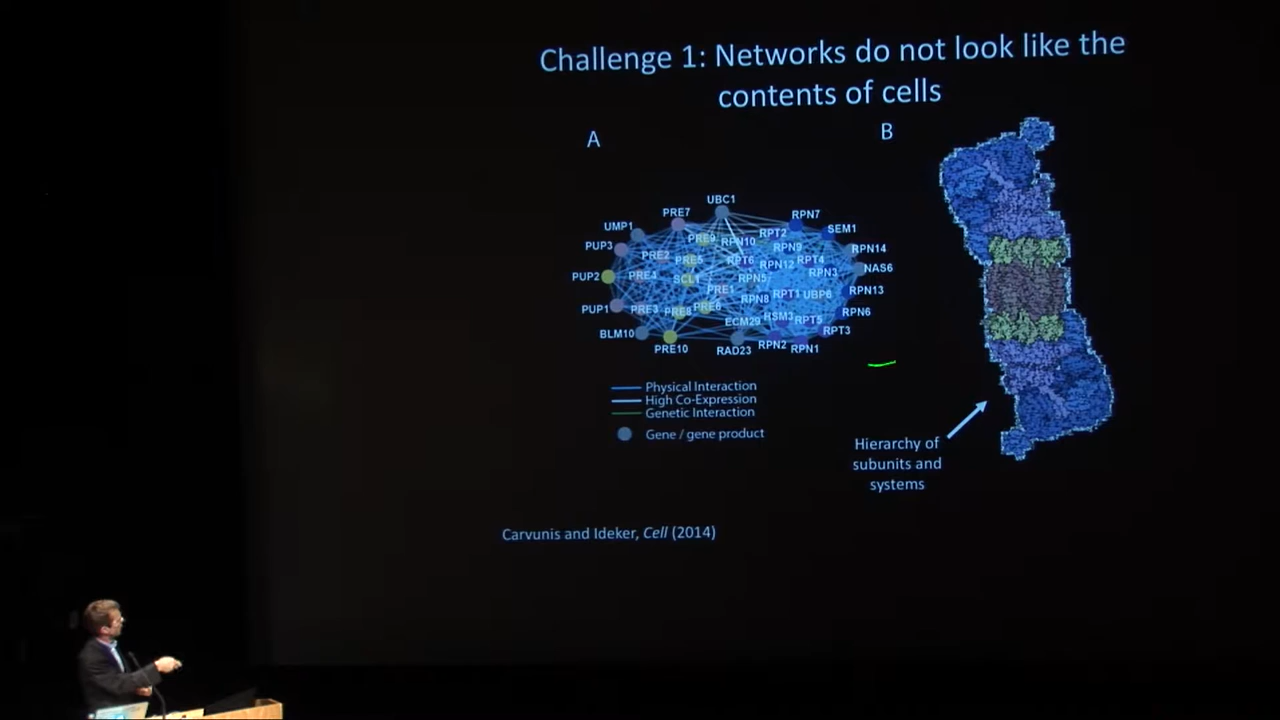 Challenge 1: Networks do not look like the
contents of cells
A
B
UBC1
PRE7
RPN7
UMP1
SEM1
RPT2
PRE9
RPN10
PUP3
RPN9
RPN14
PRE2
PRE5
RPT6
RPN12
RPT4
NAS6
PUP2
PRE4
SCL1
RPN5
RPN3
PRE1
RPN13
RPN8
RPT1
UBP6
PUP1
PRE3
PRE8
PRE6
RPN6
ECM29
RSM3
RPT5
BLM10
RPT3
PRE10
RAD23
RPN2
RPN1
Physical Interaction
High Co-Expression
Genetic Interaction
Gene / gene product
Hierarchy of
subunits and
systems
Carvunis and Ideker, Cell (2014)